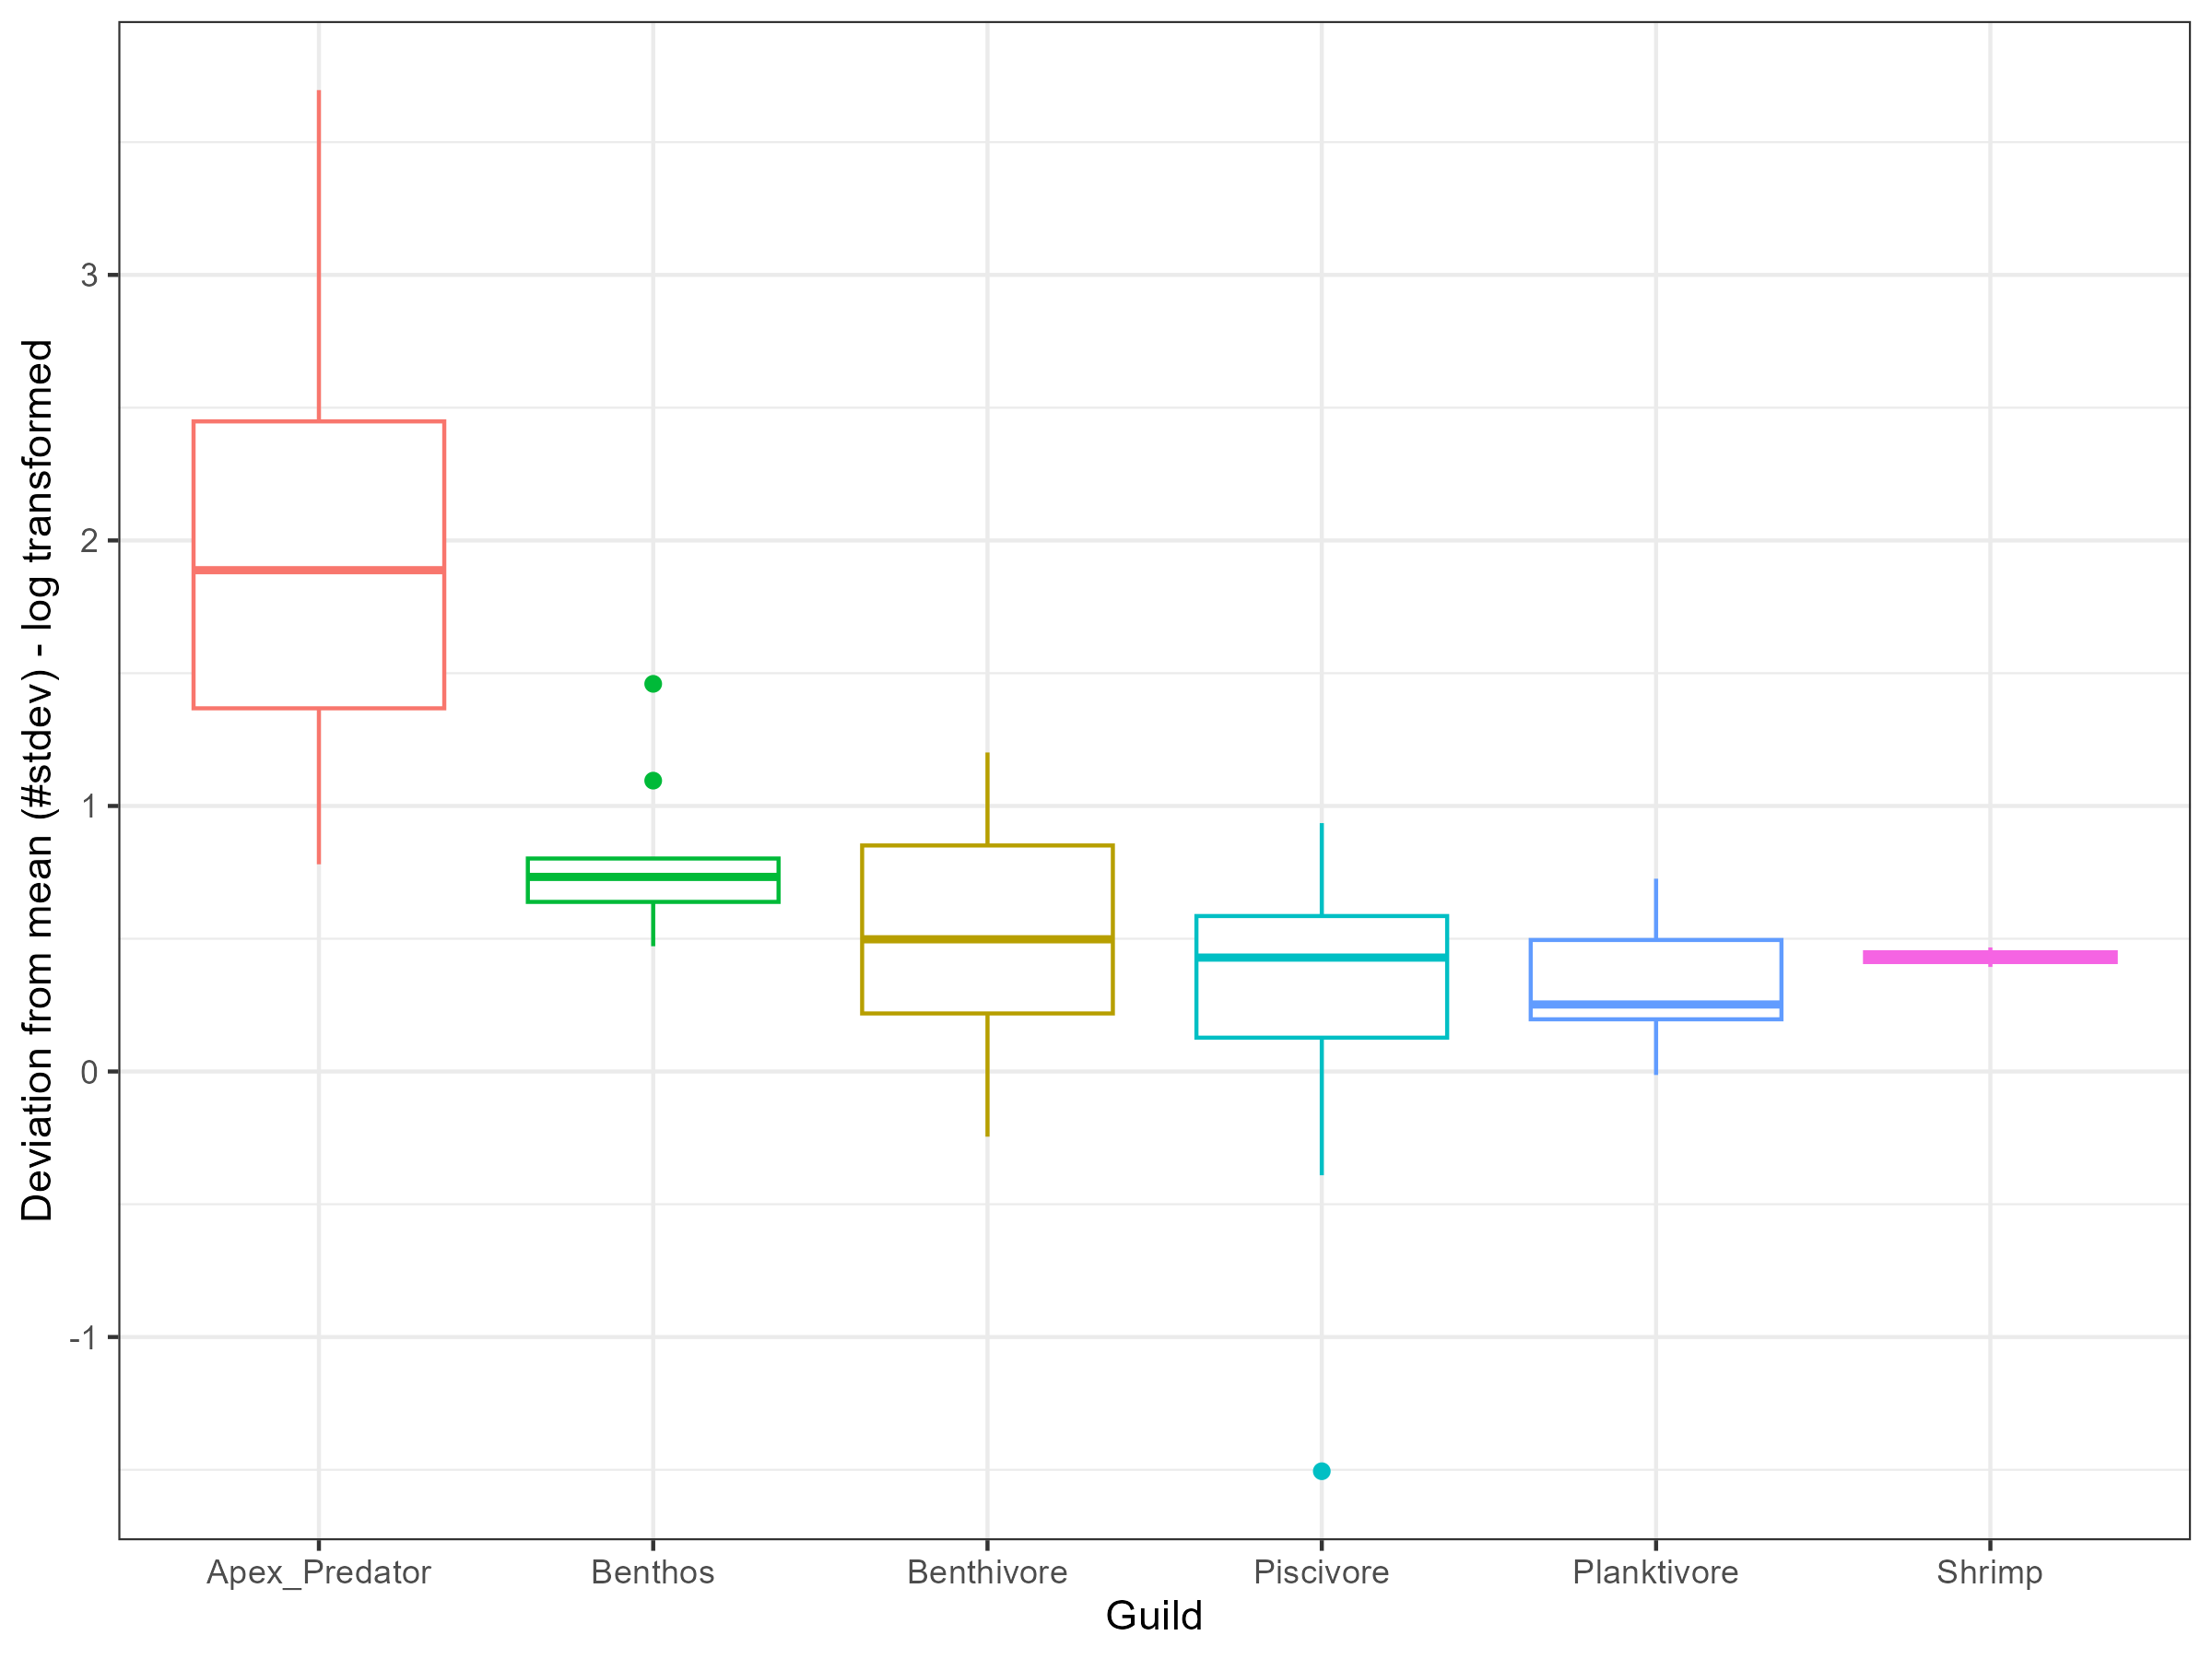 Deviation from mean (#stdev) - log transformed
3
2
1
0
-1
Apex_Predator Benthos Benthivore Piscivore Planktivore Shrimp
Guild